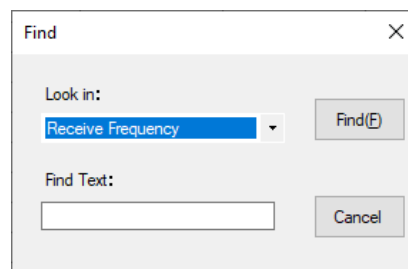 Find
Look in:
Receive Frequency
Find(F)
Find Text:
Cancel